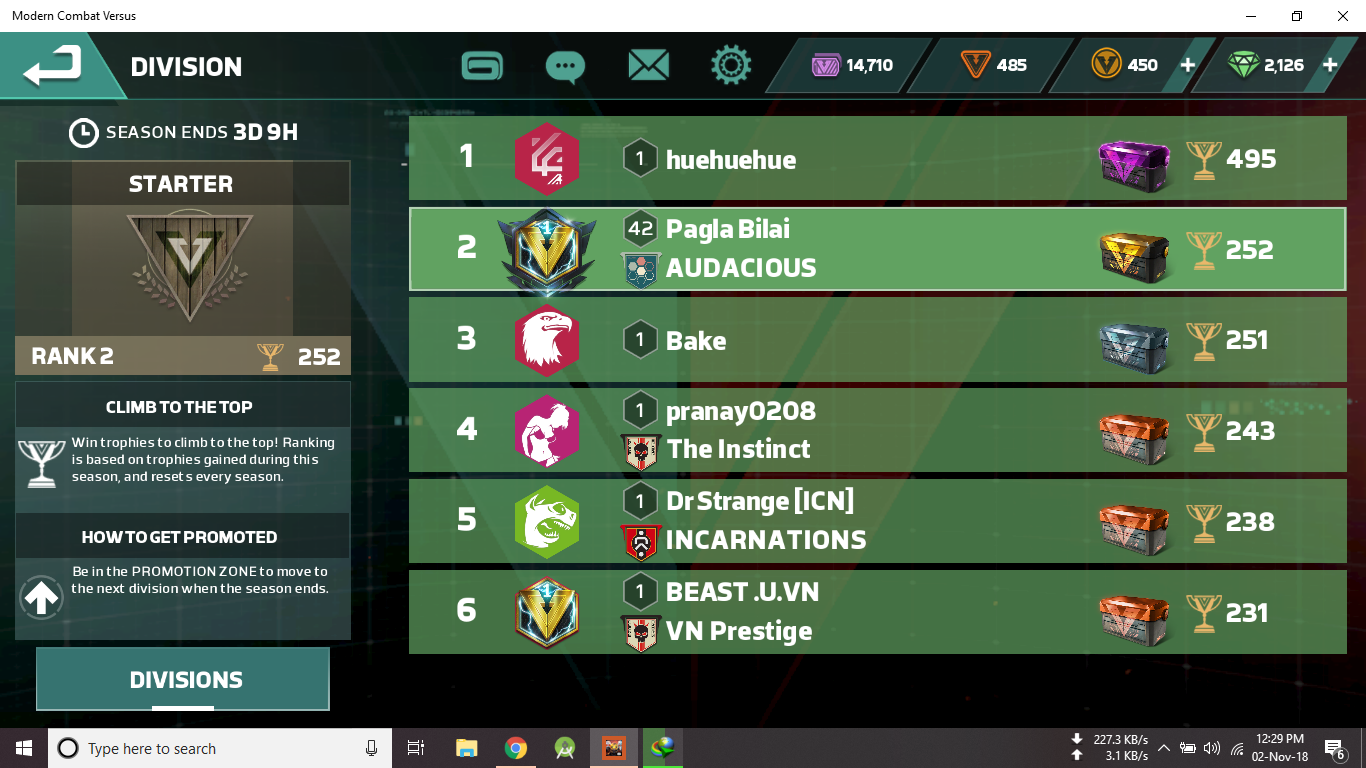 Modern Combat Versus
DIVISION
14,710
485
450
2,126
SEASON ENDS 3D 9H
STARTER
RANK 2
252
CLIMB TO THE TOP
Win trophies to climb to the top! Ranking
is based on trophies gained during this
season, and resets every season.
HOW TO GET PROMOTED
Be in the PROMOTION ZONE to move to
the next division when the season ends.
DIVISIONS
1
1
huehuehue
495
2
1
42
Pagla Bilai
AUDACIOUS
252
3
1
Bake
251
4
1
pranay0208
The Instinct
243
5
1
Dr Strange [ICN]
INCARNATIONS
238
6
1
1
BEAST .U.VN
VN Prestige
231
Type here to search
227.3 KB/s
3.1 KB/s
12:29 PM
02-Nov-18
6